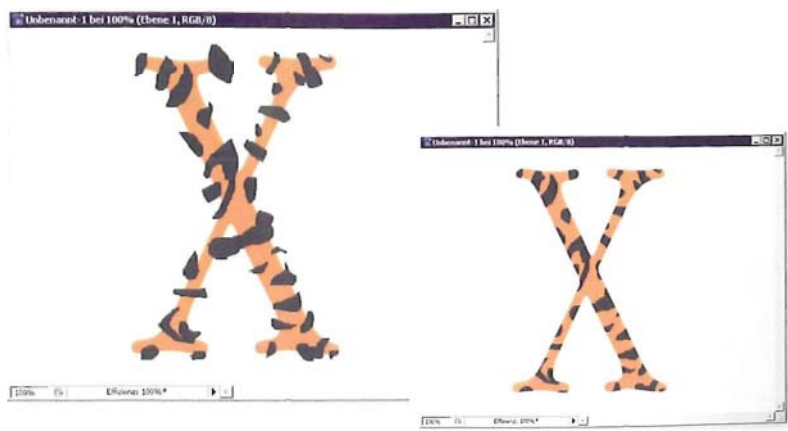 Unbenannt-1 bei 100% (Ebene 1, RGB/8)
X
100%
Effizienz: 100%*
Unbenannt-1 bei 100% (Ebene 1, RGB/8)
X
100%
Effizienz: 100%*